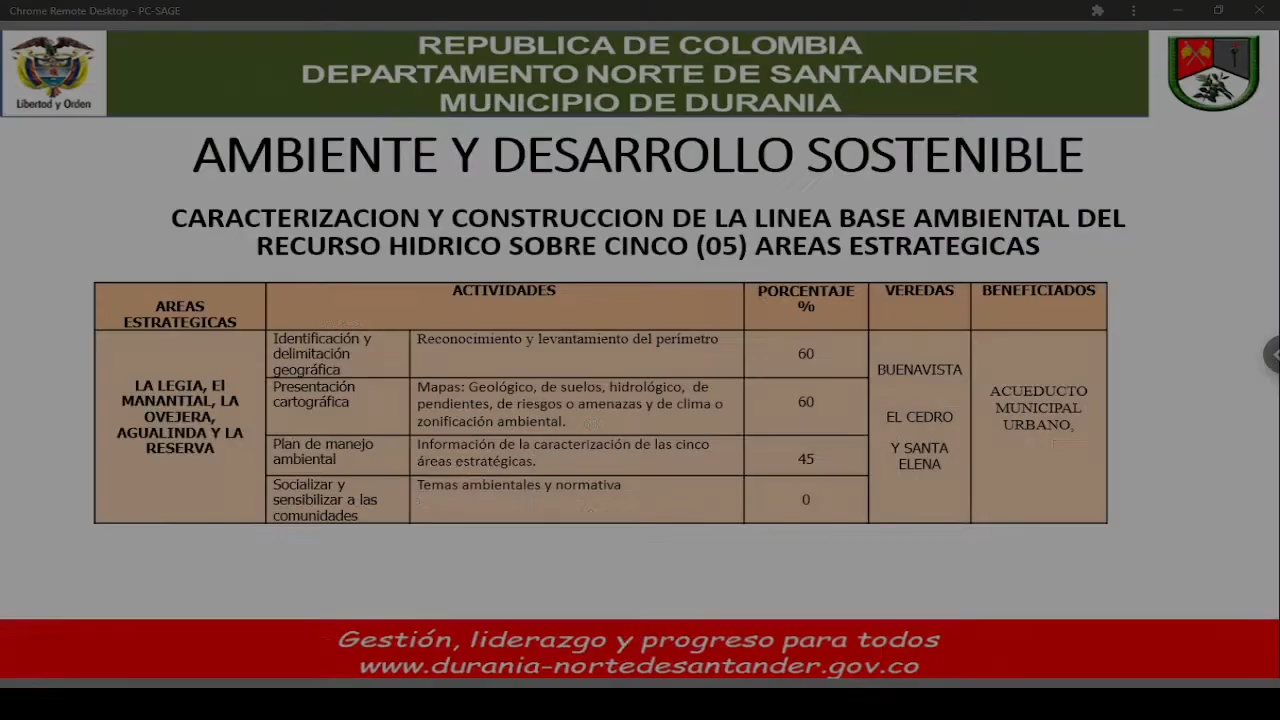 Chrome Remote Desktop - PC-SAGE
REPUBLICA DE COLOMBIA
DEPARTAMENTO NORTE DE SANTANDER
MUNICIPIO DE DURANIA
Libertad y Orden
AMBIENTE Y DESARROLLO SOSTENIBLE
CARACTERIZACION Y CONSTRUCCION DE LA LINEA BASE AMBIENTAL DEL
RECURSO HIDRICO SOBRE CINCO (05) AREAS ESTRATEGICAS
AREAS
ESTRATEGICAS
ACTIVIDADES
PORCENTAJE
%
VEREDAS
BENEFICIADOS
LA LEGIA, El
MANANTIAL, LA
OVEJERA,
AGUALINDA Y LA
RESERVA
Identificación y
delimitación
geográfica
Reconocimiento y levantamiento del perímetro
60
Presentación
cartográfica
Mapas: Geológico, de suelos, hidrológico, de
pendientes, de riesgos o amenazas y de clima o
zonificación ambiental.
60
Plan de manejo
ambiental
Información de la caracterización de las cinco
áreas estratégicas.
45
Socializar y
sensibilizar a las
comunidades
Temas ambientales y normativa
0
BUENAVISTA
EL CEDRO
Y SANTA
ELENA
ACUEDUCTO
MUNICIPAL
URBANO,
Gestión, liderazgo y progreso para todos
www.durania-nortedesantander.gov.co